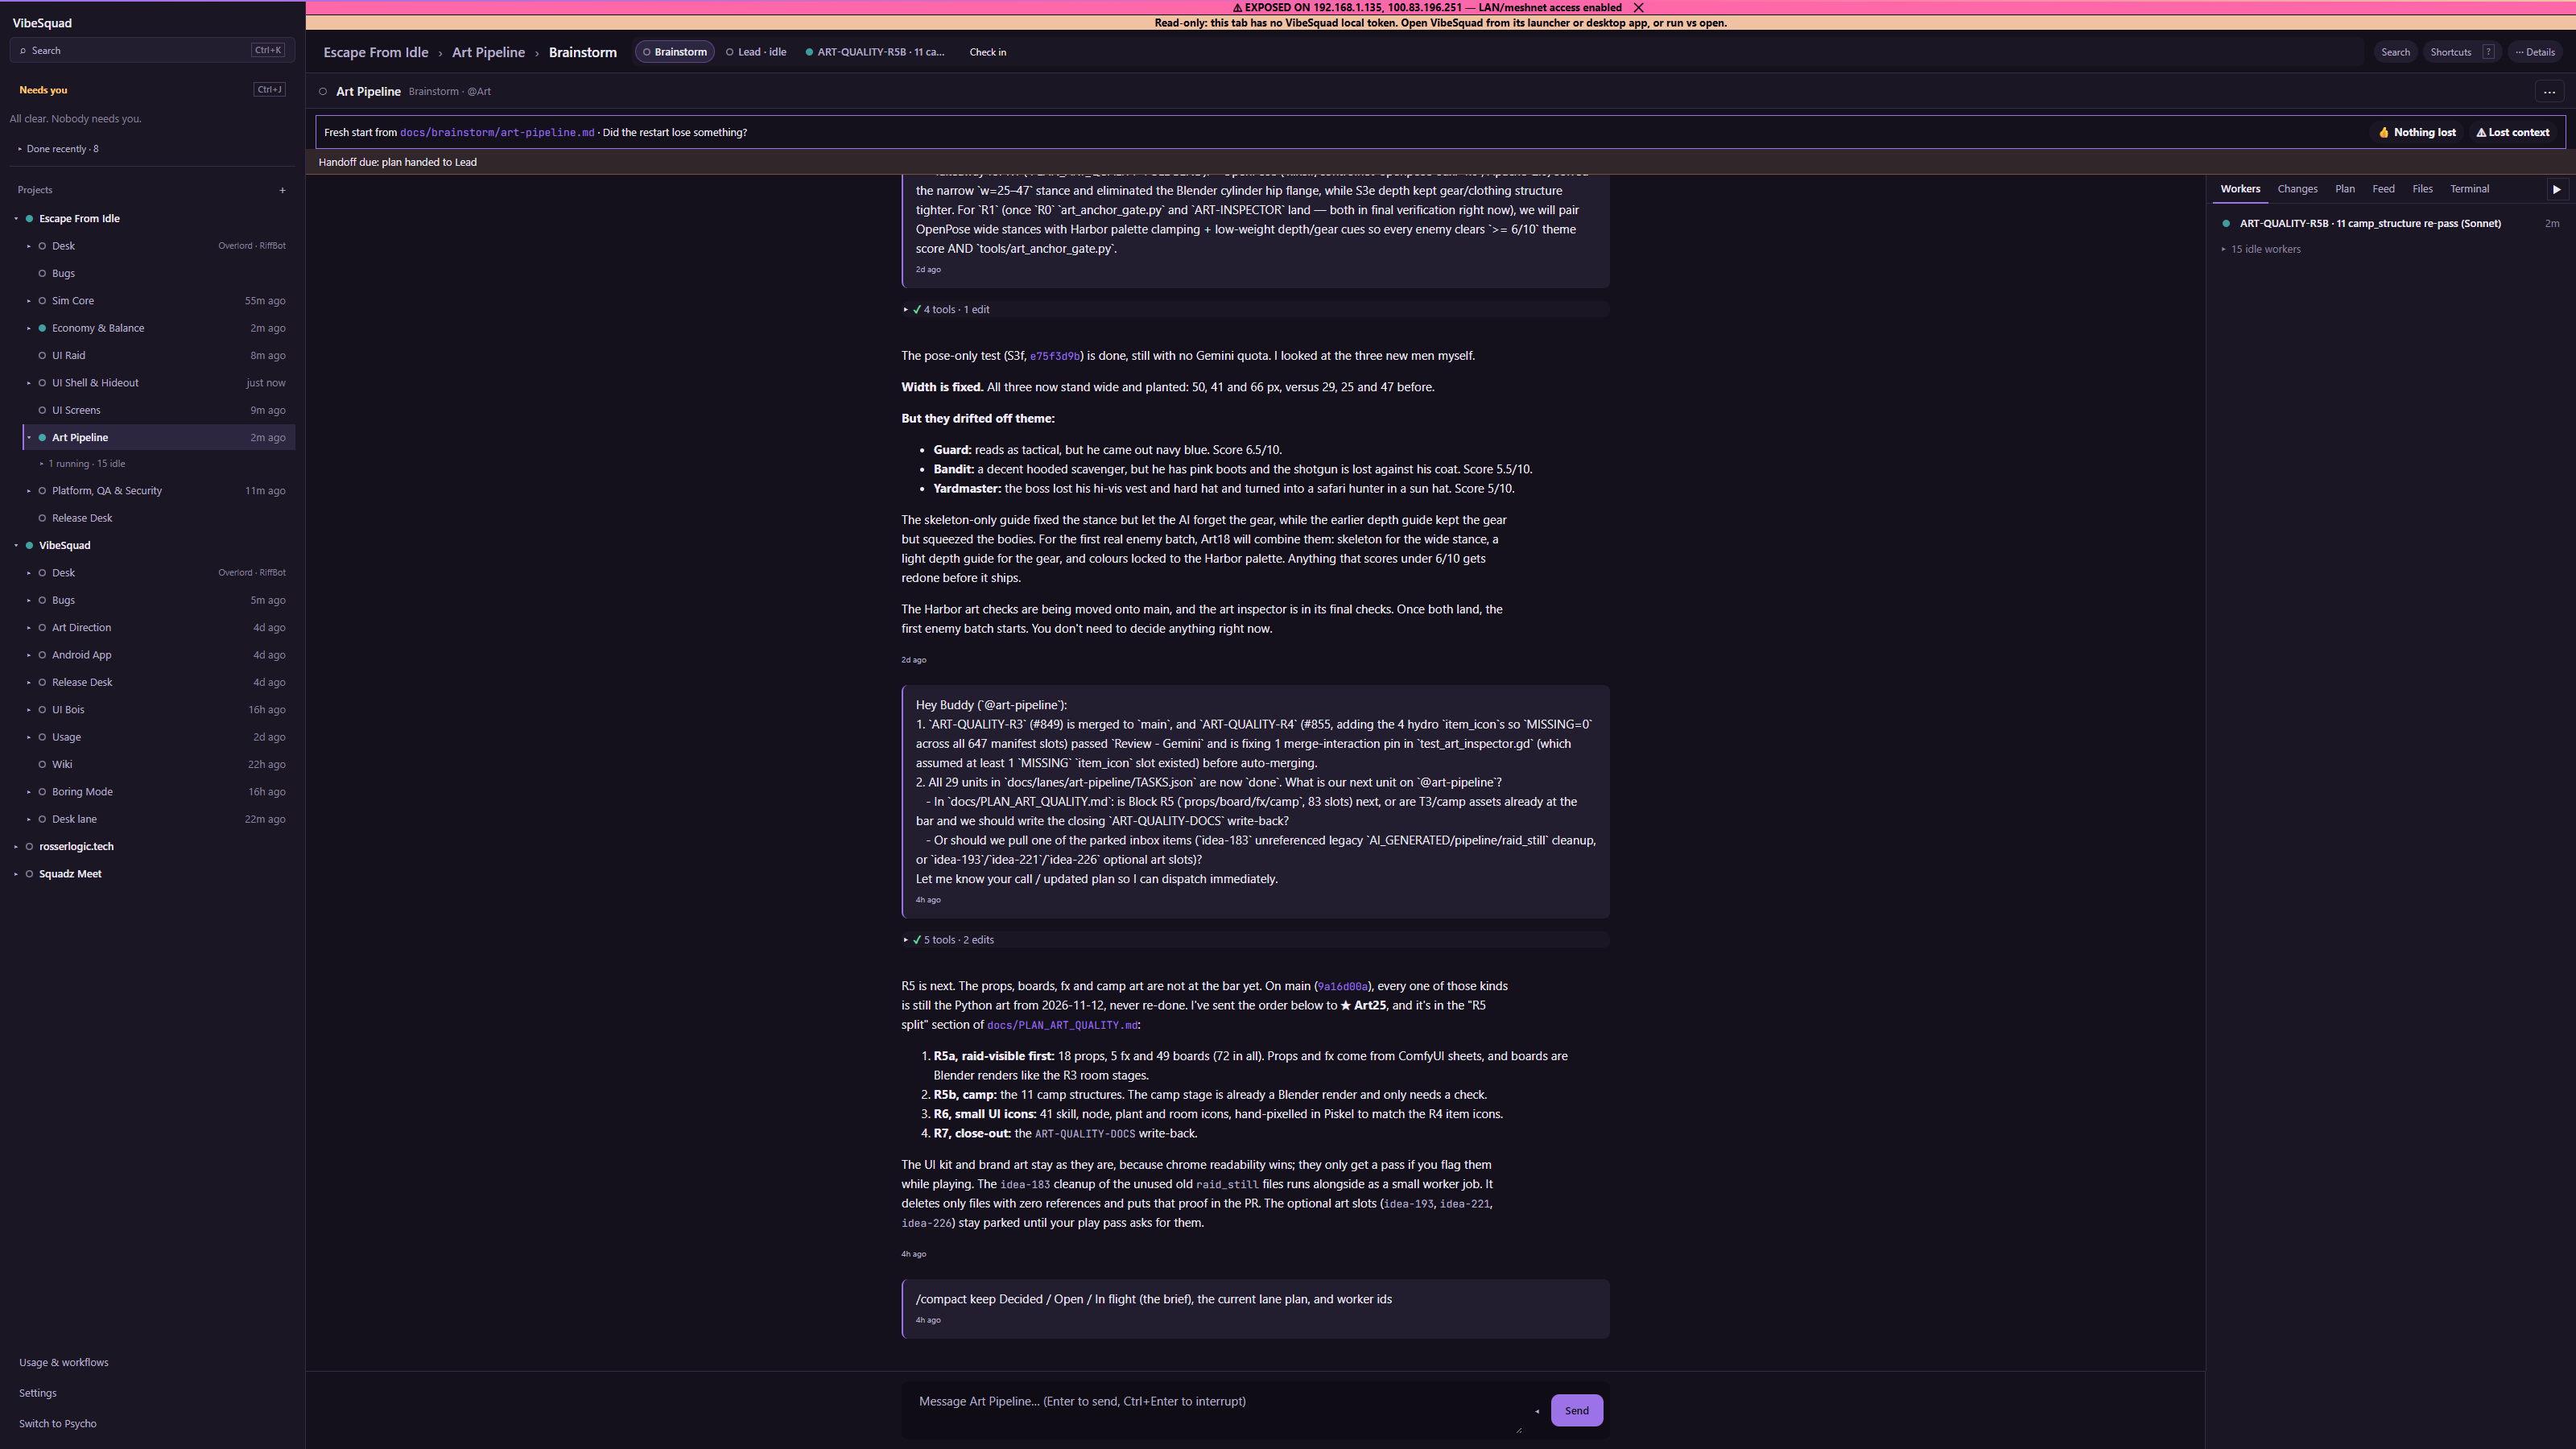 ⚠ EXPOSED ON 192.168.1.135, 100.83.196.251 — LAN/meshnet access enabled ✕
Read-only: this tab has no VibeSquad local token. Open VibeSquad from its launcher or desktop app, or run vs open.
VibeSquad
Search Ctrl+K
Needs you Ctrl+J
All clear. Nobody needs you.
▸ Done recently · 8
Projects +
Escape From Idle
Desk Overlord · RiffBot
Bugs
Sim Core 55m ago
Economy & Balance 2m ago
UI Raid 8m ago
UI Shell & Hideout just now
UI Screens 9m ago
Art Pipeline 2m ago
1 running · 15 idle
Platform, QA & Security 11m ago
Release Desk
VibeSquad
Desk Overlord · RiffBot
Bugs 5m ago
Art Direction 4d ago
Android App 4d ago
Release Desk 4d ago
UI Bois 16h ago
Usage 2d ago
Wiki 22h ago
Boring Mode 16h ago
Desk lane 22m ago
rosserlogic.tech
Squadz Meet
Usage & workflows
Settings
Switch to Psycho
Escape From Idle › Art Pipeline › Brainstorm
Brainstorm
Lead · idle
ART-QUALITY-R5B · 11 ca...
Check in
Search
Shortcuts ?
··· Details
Art Pipeline Brainstorm · @Art
...
Fresh start from docs/brainstorm/art-pipeline.md · Did the restart lose something?
👍 Nothing lost
⚠ Lost context
Handoff due: plan handed to Lead
the narrow `w=25–47` stance and eliminated the Blender cylinder hip flange, while S3e depth kept gear/clothing structure
tighter. For `R1` (once `R0` `art_anchor_gate.py` and `ART-INSPECTOR` land — both in final verification right now), we will pair
OpenPose wide stances with Harbor palette clamping + low-weight depth/gear cues so every enemy clears `>= 6/10` theme
score AND `tools/art_anchor_gate.py`.
2d ago
▸ ✓ 4 tools · 1 edit
The pose-only test (S3f, e75f3d9b) is done, still with no Gemini quota. I looked at the three new men myself.
Width is fixed. All three now stand wide and planted: 50, 41 and 66 px, versus 29, 25 and 47 before.
But they drifted off theme:
• Guard: reads as tactical, but he came out navy blue. Score 6.5/10.
• Bandit: a decent hooded scavenger, but he has pink boots and the shotgun is lost against his coat. Score 5.5/10.
• Yardmaster: the boss lost his hi-vis vest and hard hat and turned into a safari hunter in a sun hat. Score 5/10.
The skeleton-only guide fixed the stance but let the AI forget the gear, while the earlier depth guide kept the gear
but squeezed the bodies. For the first real enemy batch, Art18 will combine them: skeleton for the wide stance, a
light depth guide for the gear, and colours locked to the Harbor palette. Anything that scores under 6/10 gets
redone before it ships.
The Harbor art checks are being moved onto main, and the art inspector is in its final checks. Once both land, the
first enemy batch starts. You don't need to decide anything right now.
2d ago
Hey Buddy (`@art-pipeline`):
1. `ART-QUALITY-R3` (#849) is merged to `main`, and `ART-QUALITY-R4` (#855, adding the 4 hydro `item_icon`s so `MISSING=0`
across all 647 manifest slots) passed `Review - Gemini` and is fixing 1 merge-interaction pin in `test_art_inspector.gd` (which
assumed at least 1 `MISSING` `item_icon` slot existed) before auto-merging.
2. All 29 units in `docs/lanes/art-pipeline/TASKS.json` are now `done`. What is our next unit on `@art-pipeline`?
- In `docs/PLAN_ART_QUALITY.md`: is Block R5 (`props/board/fx/camp`, 83 slots) next, or are T3/camp assets already at the
bar and we should write the closing `ART-QUALITY-DOCS` write-back?
- Or should we pull one of the parked inbox items (`idea-183` unreferenced legacy `AI_GENERATED/pipeline/raid_still` cleanup,
or `idea-193`/`idea-221`/`idea-226` optional art slots)?
Let me know your call / updated plan so I can dispatch immediately.
4h ago
▸ ✓ 5 tools · 2 edits
R5 is next. The props, boards, fx and camp art are not at the bar yet. On main (9a16d00a), every one of those kinds
is still the Python art from 2026-11-12, never re-done. I've sent the order below to ★ Art25, and it's in the "R5
split" section of docs/PLAN_ART_QUALITY.md:
1. R5a, raid-visible first: 18 props, 5 fx and 49 boards (72 in all). Props and fx come from ComfyUI sheets, and boards are
Blender renders like the R3 room stages.
2. R5b, camp: the 11 camp structures. The camp stage is already a Blender render and only needs a check.
3. R6, small UI icons: 41 skill, node, plant and room icons, hand-pixelled in Piskel to match the R4 item icons.
4. R7, close-out: the ART-QUALITY-DOCS write-back.
The UI kit and brand art stay as they are, because chrome readability wins; they only get a pass if you flag them
while playing. The idea-183 cleanup of the unused old raid_still files runs alongside as a small worker job. It
deletes only files with zero references and puts that proof in the PR. The optional art slots (idea-193, idea-221,
idea-226) stay parked until your play pass asks for them.
4h ago
/compact keep Decided / Open / In flight (the brief), the current lane plan, and worker ids
4h ago
Message Art Pipeline... (Enter to send, Ctrl+Enter to interrupt)
Send
Workers
Changes
Plan
Feed
Files
Terminal
ART-QUALITY-R5B · 11 camp_structure re-pass (Sonnet) 2m
▸ 15 idle workers